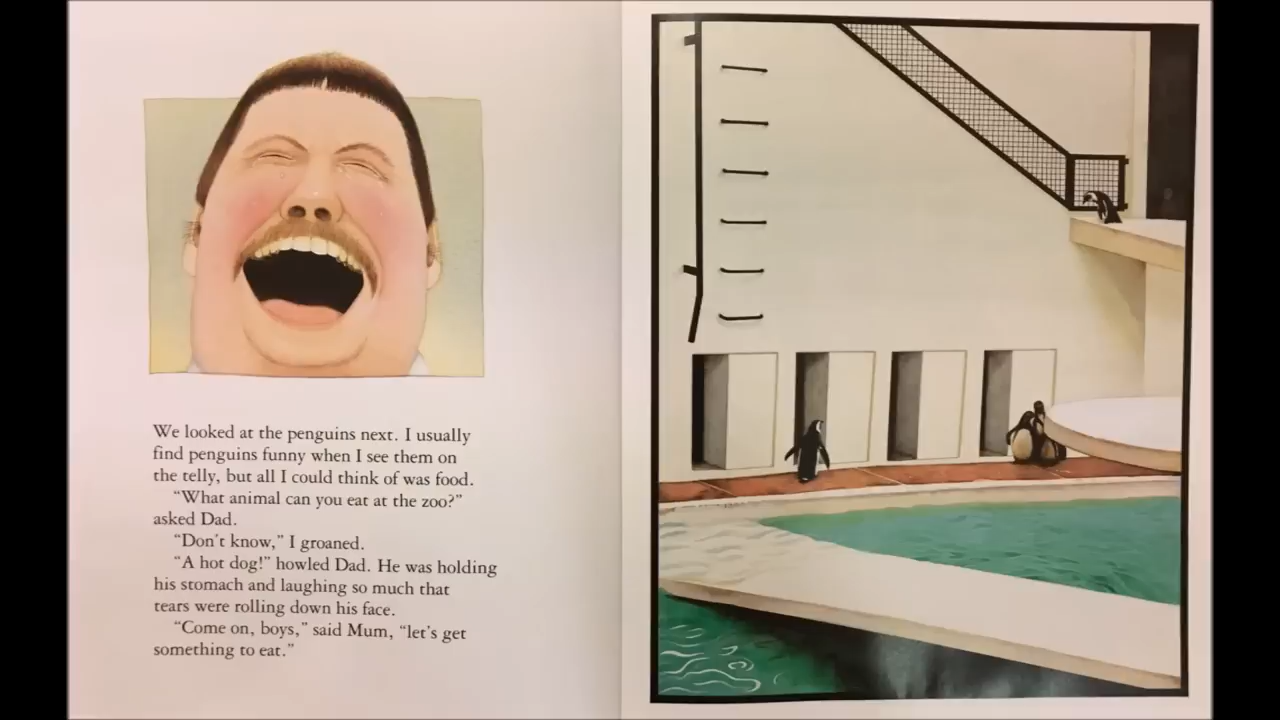 We looked at the penguins next. I usually
find penguins funny when I see them on
the telly, but all I could think of was food.
“What animal can you eat at the zoo?”
asked Dad.
“Don't know,” I groaned.
“A hot dog!” howled Dad. He was holding
his stomach and laughing so much that
tears were rolling down his face.
“Come on, boys,” said Mum, “let's get
something to eat.”